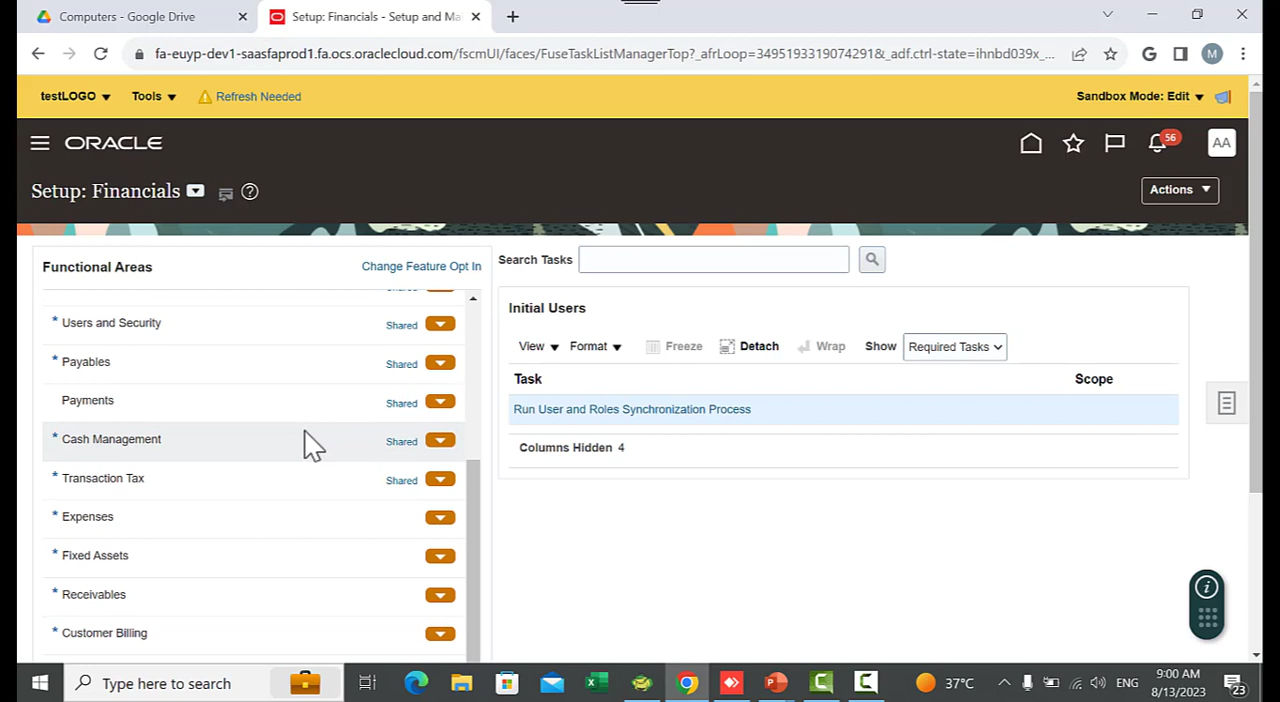 Computers - Google Drive
Setup: Financials - Setup and Ma
fa-euyp-dev1-saasfaprod1.fa.ocs.oraclecloud.com/fscmUI/faces/FuseTaskListManagerTop?_afrLoop=3495193319074291&_adf.ctrl-state=ihnbd039x_...
G
M
testLOGO
Tools
Refresh Needed
Sandbox Mode: Edit
ORACLE
56
AA
Setup: Financials
Actions
Functional Areas
Change Feature Opt In
Search Tasks
Initial Users
Users and Security
Shared
View
Format
Freeze
Detach
Wrap
Show
Required Tasks
Payables
Shared
Task
Scope
Payments
Shared
Run User and Roles Synchronization Process
Cash Management
Shared
Columns Hidden 4
Transaction Tax
Shared
Expenses
Fixed Assets
Receivables
Customer Billing
Type here to search
37°C
ENG
9:00 AM
8/13/2023
23